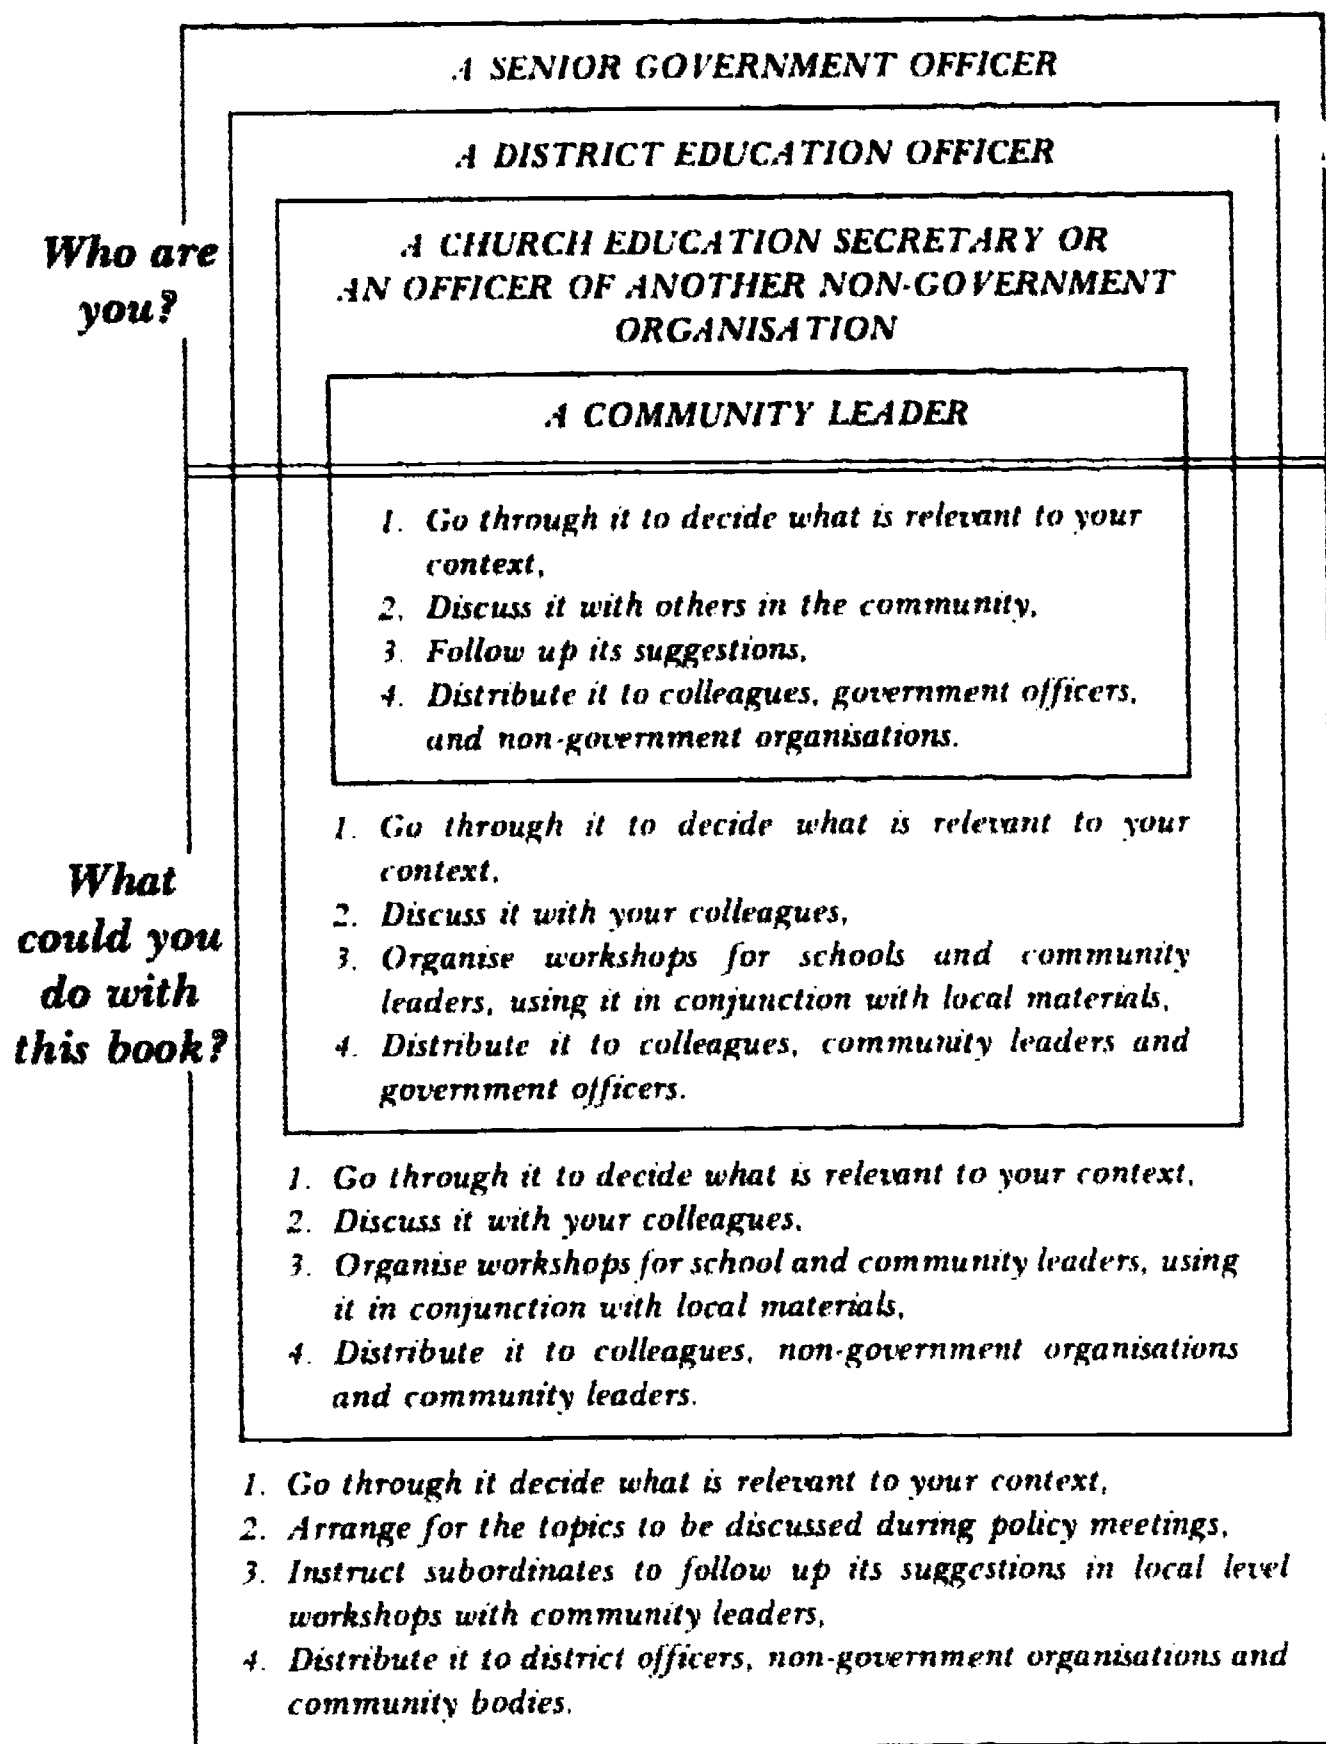 A SENIOR GOVERNMENT OFFICER
A DISTRICT EDUCATION OFFICER
Who are
you?
A CHURCH EDUCATION SECRETARY OR
AN OFFICER OF ANOTHER NON-GOVERNMENT
ORGANISATION
A COMMUNITY LEADER
1. Go through it to decide what is relevant to your
context,
2. Discuss it with others in the community,
3. Follow up its suggestions,
4. Distribute it to colleagues, government officers,
and non-government organisations.
What
could you
do with
this book?
1. Go through it to decide what is relevant to your
context,
2. Discuss it with your colleagues,
3. Organise workshops for schools and community
leaders, using it in conjunction with local materials,
4. Distribute it to colleagues, community leaders and
government officers.
1. Go through it to decide what is relevant to your context,
2. Discuss it with your colleagues,
3. Organise workshops for school and community leaders, using
it in conjunction with local materials,
4. Distribute it to colleagues, non-government organisations
and community leaders.
1. Go through it decide what is relevant to your context,
2. Arrange for the topics to be discussed during policy meetings,
3. Instruct subordinates to follow up its suggestions in local level
workshops with community leaders,
4. Distribute it to district officers, non-government organisations and
community bodies.